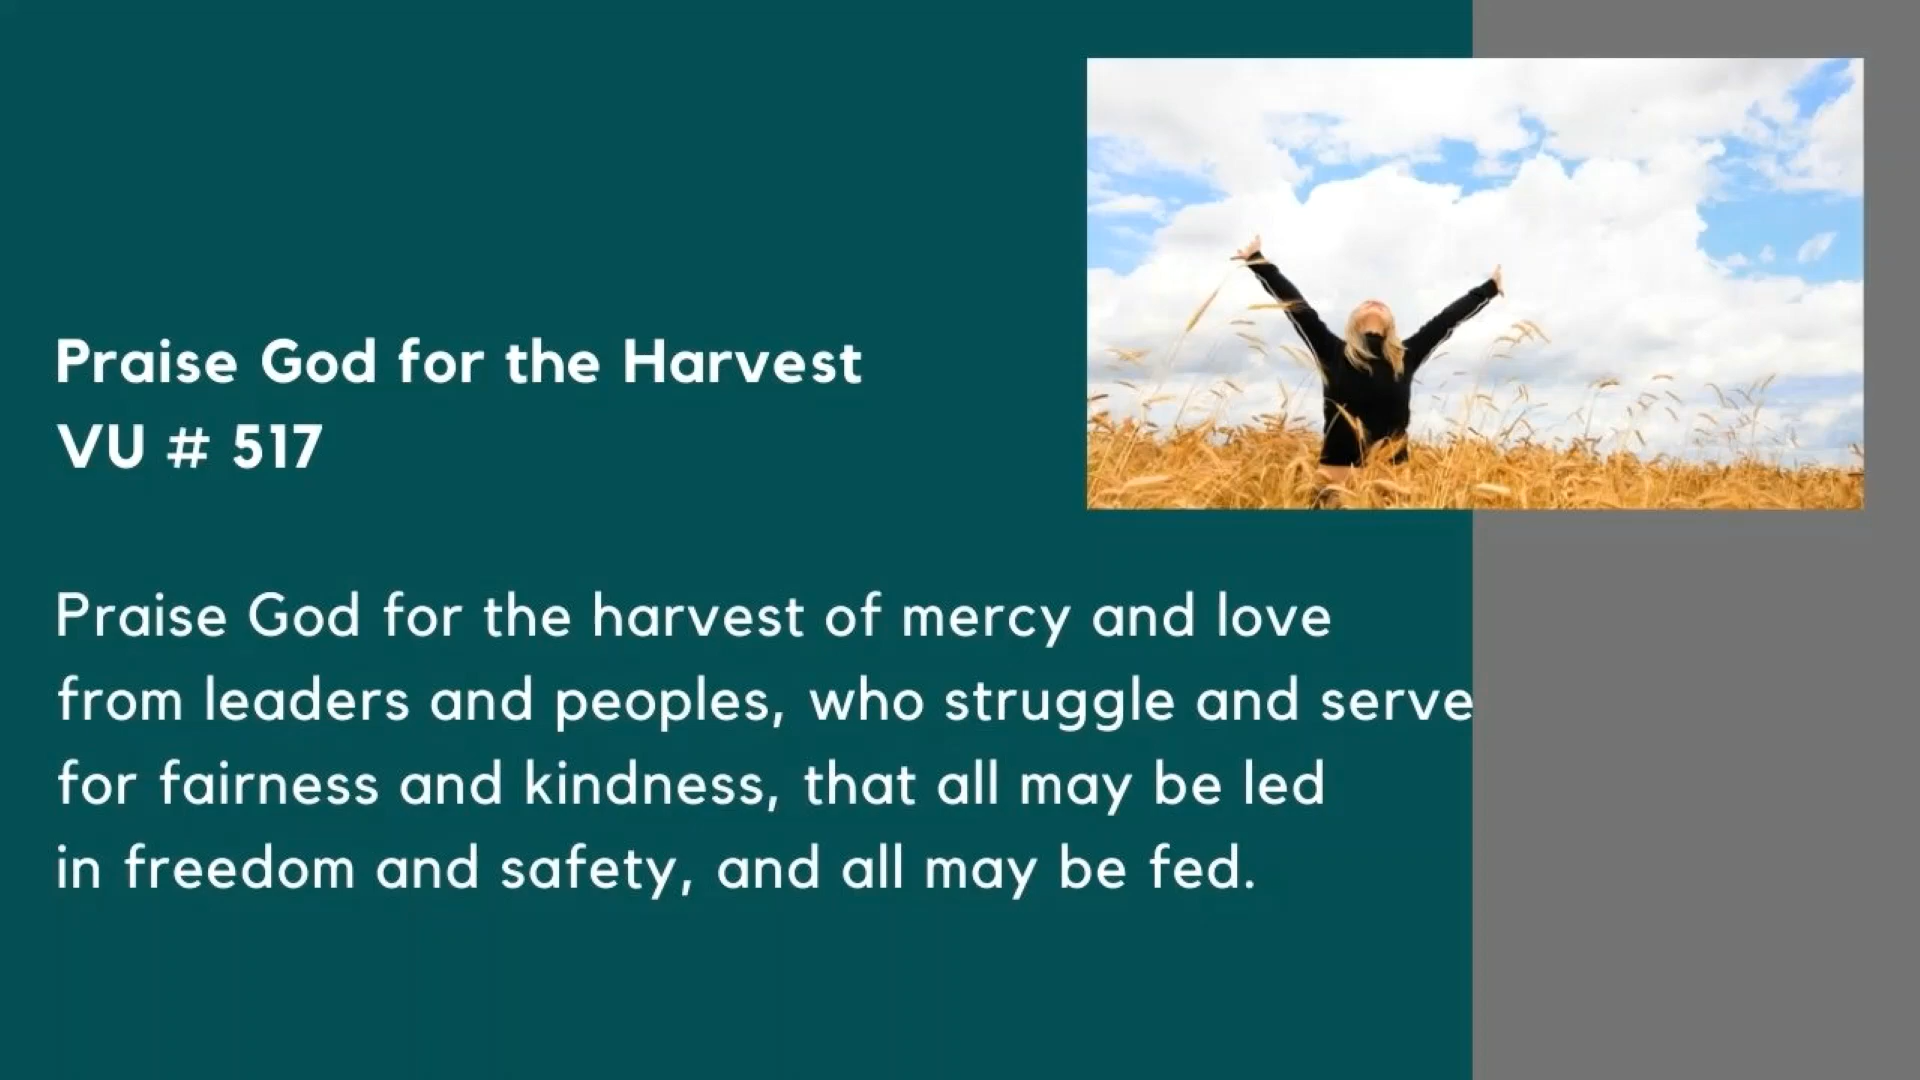 Praise God for the Harvest
VU # 517
Praise God for the harvest of mercy and love
from leaders and peoples, who struggle and serve
for fairness and kindness, that all may be led
in freedom and safety, and all may be fed.